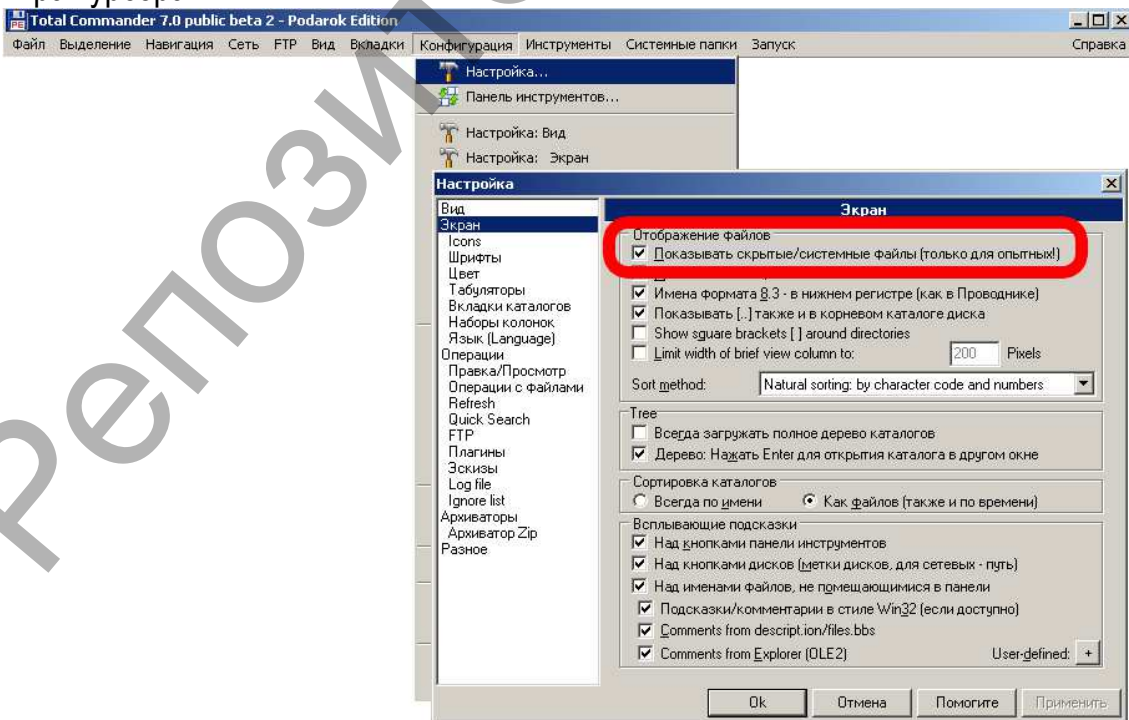 Total Commander 7.0 public beta 2 - Podarok Edition
Файл Выделение Навигация Сеть FTP Вид Вкладки Конфигурация Инструменты Системные папки Запуск Справка
Настройка...
Панель инструментов...
Настройка: Вид
Настройка: Экран
Настройка
Вид
Экран
Icons
Шрифты
Цвет
Табуляторы
Вкладки каталогов
Наборы колонок
Язык (Language)
Операции
Правка/Просмотр
Операции с файлами
Refresh
Quick Search
FTP
Плагины
Эскизы
Log file
Ignore list
Архиваторы
Архиватор Zip
Разное
Экран
Отображение файлов
Показывать скрытые/системные файлы (только для опытных!)
Имена формата 8.3 - в нижнем регистре (как в Проводнике)
Показывать [..] также и в корневом каталоге диска
Show square brackets [ ] around directories
Limit width of brief view column to: 200 Pixels
Sort method: Natural sorting: by character code and numbers
Tree
Всегда загружать полное дерево каталогов
Дерево: Нажать Enter для открытия каталога в другом окне
Сортировка каталогов
Всегда по имени Как файлов (также и по времени)
Всплывающие подсказки
Над кнопками панели инструментов
Над кнопками дисков (метки дисков, для сетевых - путь)
Над именами файлов, не помещающимися в панели
Подсказки/комментарии в стиле Win32 (если доступно)
Comments from descript.ion/files.bbs
Comments from Explorer (OLE2) User-defined: +
Ok Отмена Помогите Применить